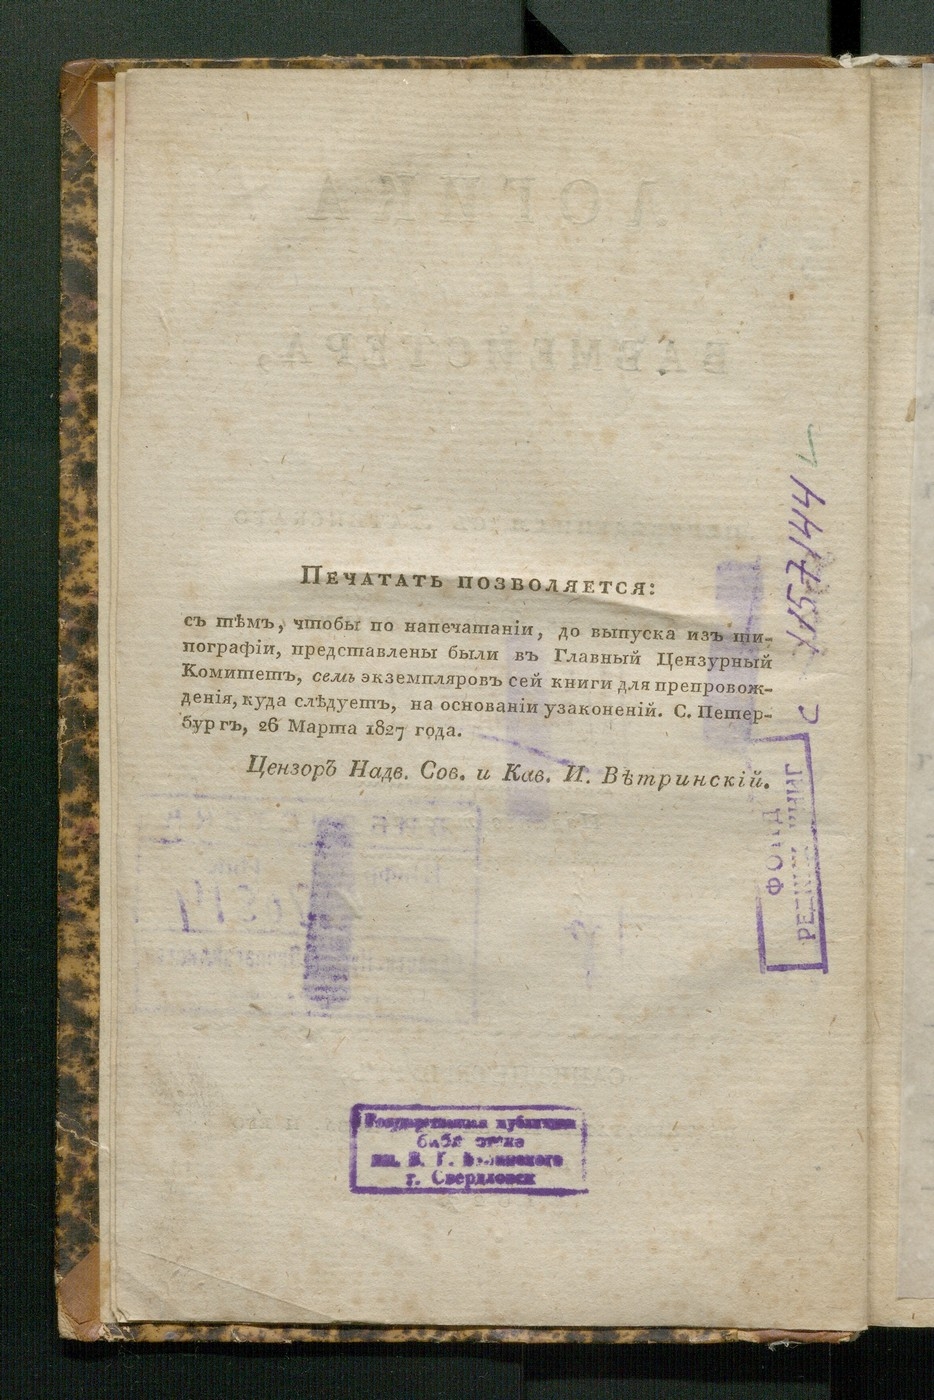 Печатать позволяется:
съ тѣмъ, чтобы по напечатаніи, до выпуска изъ ти-
пографіи, представлены были въ Главный Цензурный
Комитетъ, семь экземпляровъ сей книги для препровож-
денія, куда слѣдуетъ, на основаніи узаконеній. С. Петер-
бургъ, 26 Марта 1827 года.
Цензоръ Надв. Сов. и Кав. И. Вѣтринскій.
С 1157144
ФОНД
РЕДКИХ КНИГ
Государственная публичная
библиотека
им. В. Г. Белинского
г. Свердловск